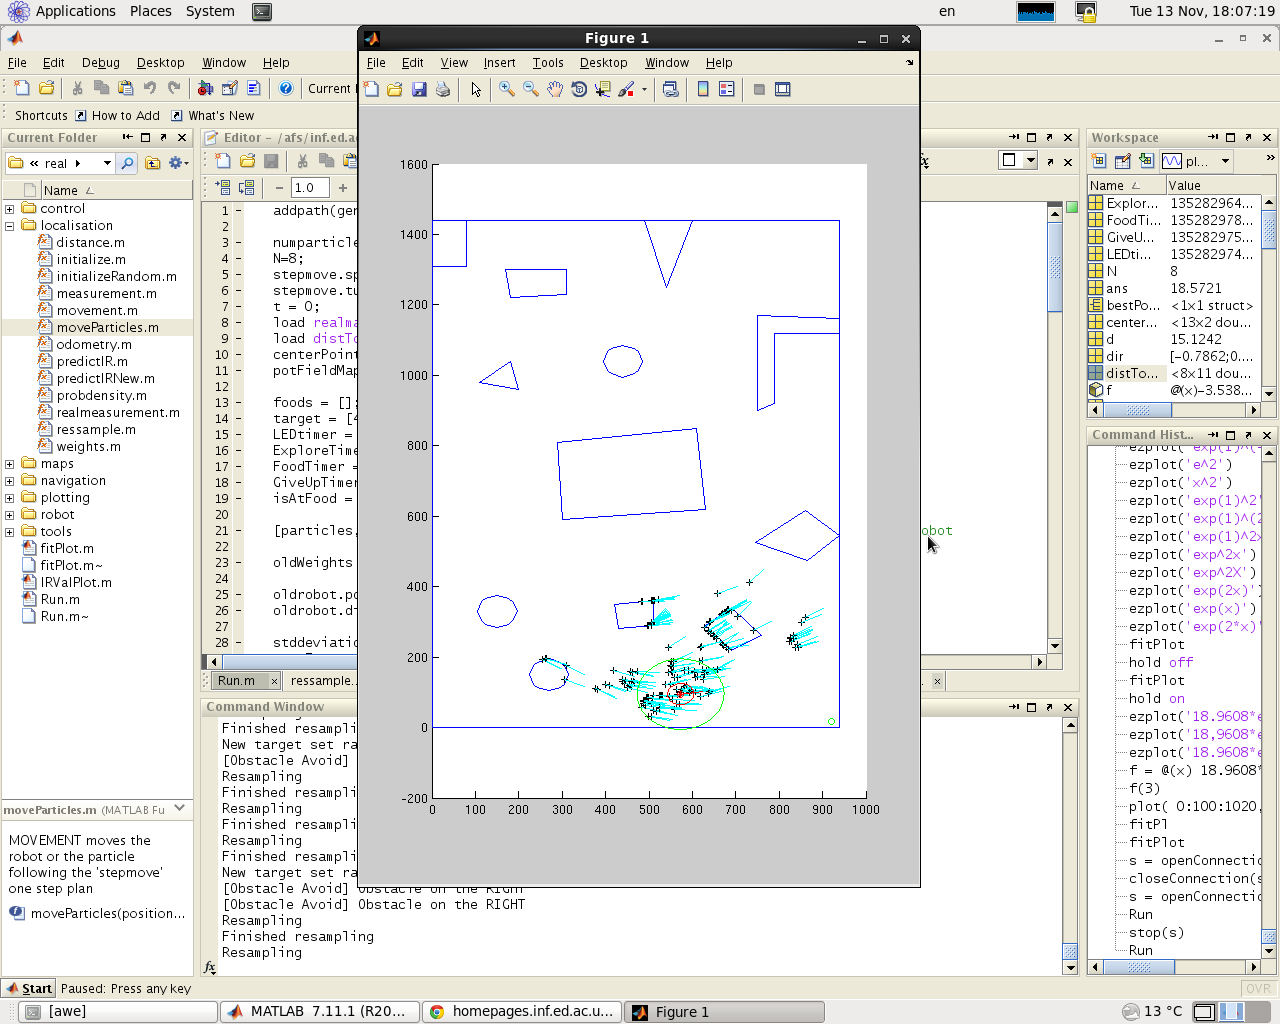 Applications Places System
en
Tue 13 Nov, 18:07:19
Figure 1
File Edit Debug Desktop Window Help
File Edit View Insert Tools Desktop Window Help
Current
Shortcuts How to Add What's New
Current Folder
« real
Name
control
localisation
distance.m
initialize.m
initializeRandom.m
measurement.m
movement.m
moveParticles.m
odometry.m
predictIR.m
predictIRNew.m
probdensity.m
realmeasurement.m
ressample.m
weights.m
maps
navigation
plotting
robot
tools
fitPlot.m
fitPlot.m~
IRValPlot.m
Run.m
Run.m~
moveParticles.m (MATLAB Fu
MOVEMENT moves the
robot or the particle
following the 'stepmove'
one step plan
moveParticles(position...
Editor - /afs/inf.ed.ac
1.0
1 - addpath(gen
2
3 - numparticle
4 - N=8;
5 - stepmove.sp
6 - stepmove.tu
7 - t = 0;
8 - load realma
9 - load distTo
10 - centerPoint
11 - potFieldMap
12
13 - foods = [];
14 - target = [4
15 - LEDtimer =
16 - ExploreTime
17 - FoodTimer =
18 - GiveUpTimer
19 - isAtFood =
20
21 - [particles, obot
22
23 - oldWeights
24
25 - oldrobot.po
26 - oldrobot.di
27
28 - stddeviatio
Run.m × ressample. ×
1600
1400
1200
1000
800
600
400
200
0
-200
0 100 200 300 400 500 600 700 800 900 1000
Command Window
Finished resampli
New target set ra
[Obstacle Avoid]
Resampling
Finished resampli
Resampling
Finished resampli
Resampling
Finished resampli
New target set ra
[Obstacle Avoid] Obstacle on the RIGHT
[Obstacle Avoid] Obstacle on the RIGHT
Resampling
Finished resampling
Resampling
fx
Workspace
pl...
Name Value
Explor... 135282964...
FoodTi... 135282978...
GiveU... 135282975...
LEDti... 135282974...
N 8
ans 18.5721
bestPo... <1x1 struct>
center... <13x2 dou...
d 15.1242
dir [-0.7862;0....
distTo... <8x11 dou...
f @(x)-3.538...
Command Hist...
ezplot('exp(1)^(-
ezplot('e^2')
ezplot('x^2')
ezplot('exp(1)^2'
ezplot('exp(1)^(2
ezplot('exp(1)^2x
ezplot('exp^2x')
ezplot('exp^2X')
ezplot('exp(2x)')
ezplot('exp(x)')
ezplot('exp(2*x)'
fitPlot
hold off
fitPlot
hold on
ezplot('18.9608*e
ezplot('18,9608*e
ezplot('18.9608*e
f = @(x) 18.9608*
f(3)
plot( 0:100:1020,
fitPl
fitPlot
s = openConnectio
closeConnection(s
s = openConnectio
Run
stop(s)
Run
Start Paused: Press any key
OVR
[awe]
MATLAB 7.11.1 (R20...
homepages.inf.ed.ac.u...
Figure 1
13 °C